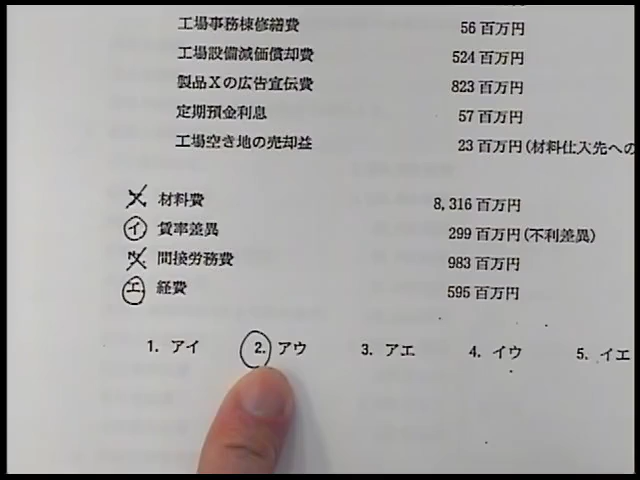 工場事務棟修繕費 56 百万円
工場設備減価償却費 524 百万円
製品Xの広告宣伝費 823 百万円
定期預金利息 57 百万円
工場空き地の売却益 23 百万円(材料仕入先への
材料費 8,316 百万円
イ 賃率差異 299 百万円(不利差異)
ウ 間接労務費 983 百万円
エ 経費 595 百万円
1. アイ 2. アウ 3. アエ 4. イウ 5. イエ